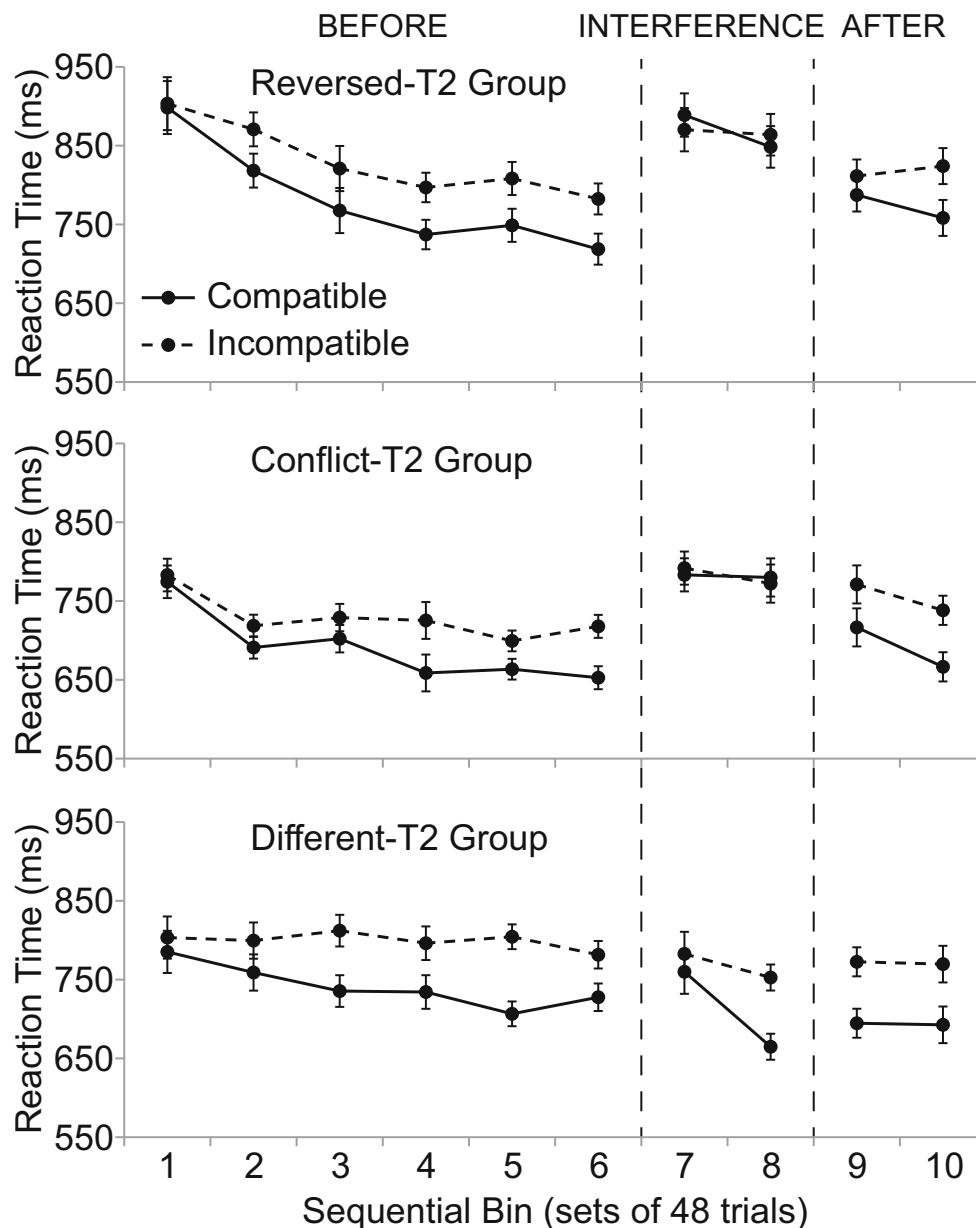 BEFORE INTERFERENCE AFTER
Reaction Time (ms)
950
850
750
650
550
Reversed-T2 Group
Compatible
Incompatible
Reaction Time (ms)
950
850
750
650
550
Conflict-T2 Group
Reaction Time (ms)
950
850
750
650
550
Different-T2 Group
1 2 3 4 5 6 7 8 9 10
Sequential Bin (sets of 48 trials)